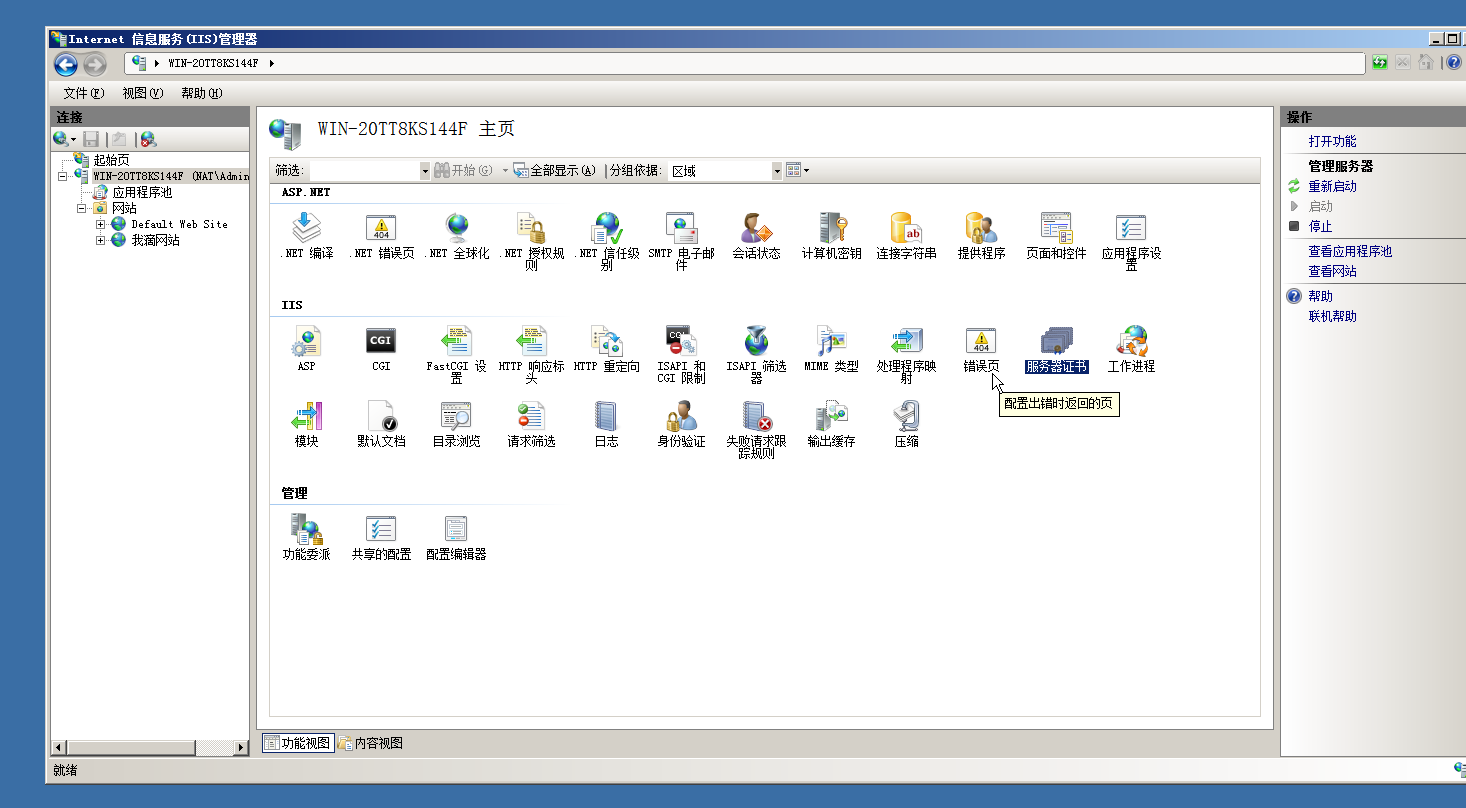 Internet 信息服务(IIS)管理器
WIN-20TT8KS144F
文件(F) 视图(V) 帮助(H)
连接
起始页
WIN-20TT8KS144F (NAT\Admin
应用程序池
网站
Default Web Site
我滴网站
WIN-20TT8KS144F 主页
筛选: 开始(G) 全部显示(A) 分组依据: 区域
ASP.NET
.NET 编译
.NET 错误页
.NET 全球化
.NET 授权规
则
.NET 信任级
别
SMTP 电子邮
件
会话状态
计算机密钥
连接字符串
提供程序
页面和控件
应用程序设
置
IIS
ASP
CGI
FastCGI 设
置
HTTP 响应标
头
HTTP 重定向
ISAPI 和
CGI 限制
ISAPI 筛选
器
MIME 类型
处理程序映
射
错误页
服务器证书
工作进程
配置出错时返回的页
模块
默认文档
目录浏览
请求筛选
日志
身份验证
失败请求跟
踪规则
输出缓存
压缩
管理
功能委派
共享的配置
配置编辑器
功能视图 内容视图
操作
打开功能
管理服务器
重新启动
启动
停止
查看应用程序池
查看网站
帮助
联机帮助
就绪